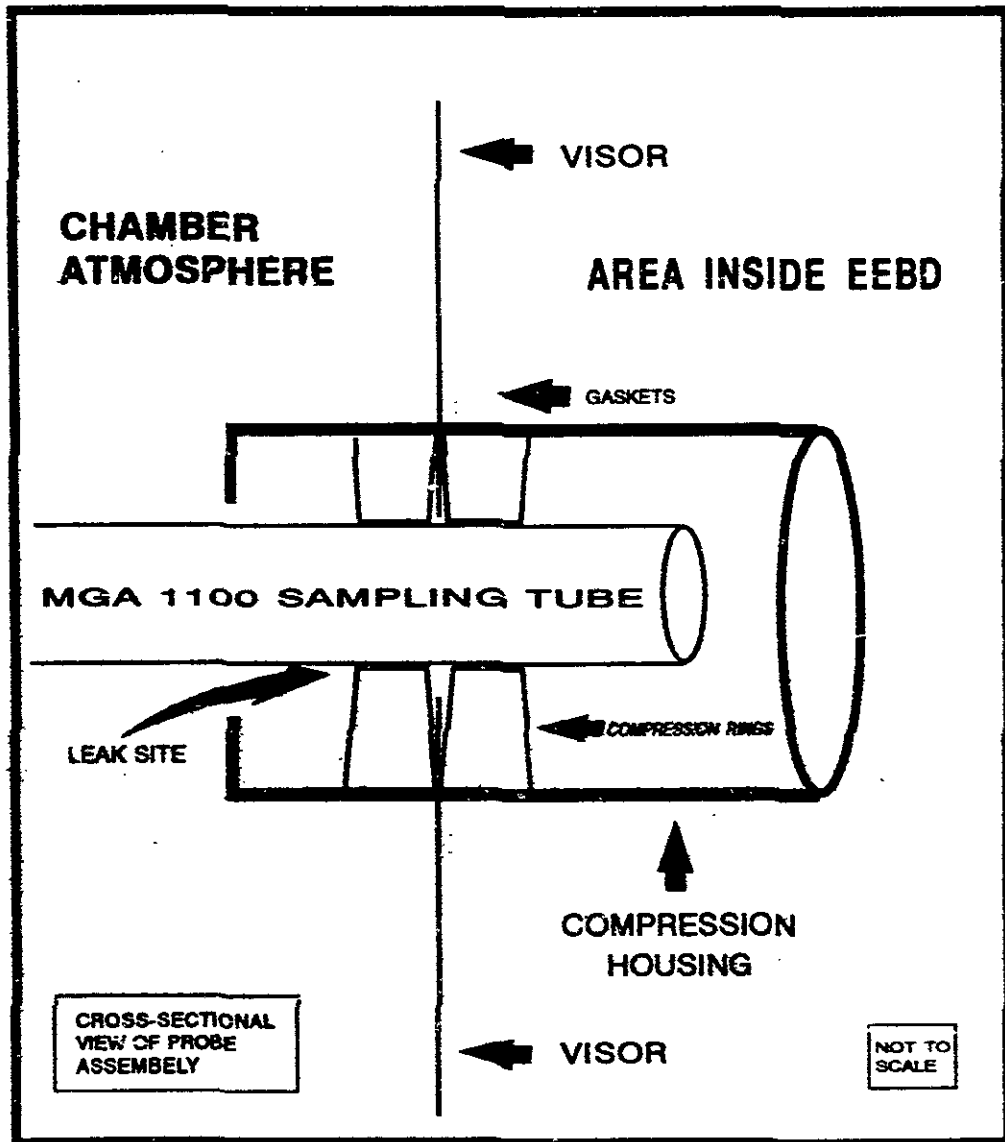 VISOR
CHAMBER
ATMOSPHERE
AREA INSIDE EEBD
GASKETS
MGA 1100 SAMPLING TUBE
LEAK SITE
COMPRESSION RINGS
COMPRESSION
HOUSING
CROSS-SECTIONAL
VIEW OF PROBE
ASSEMBELY
VISOR
NOT TO
SCALE